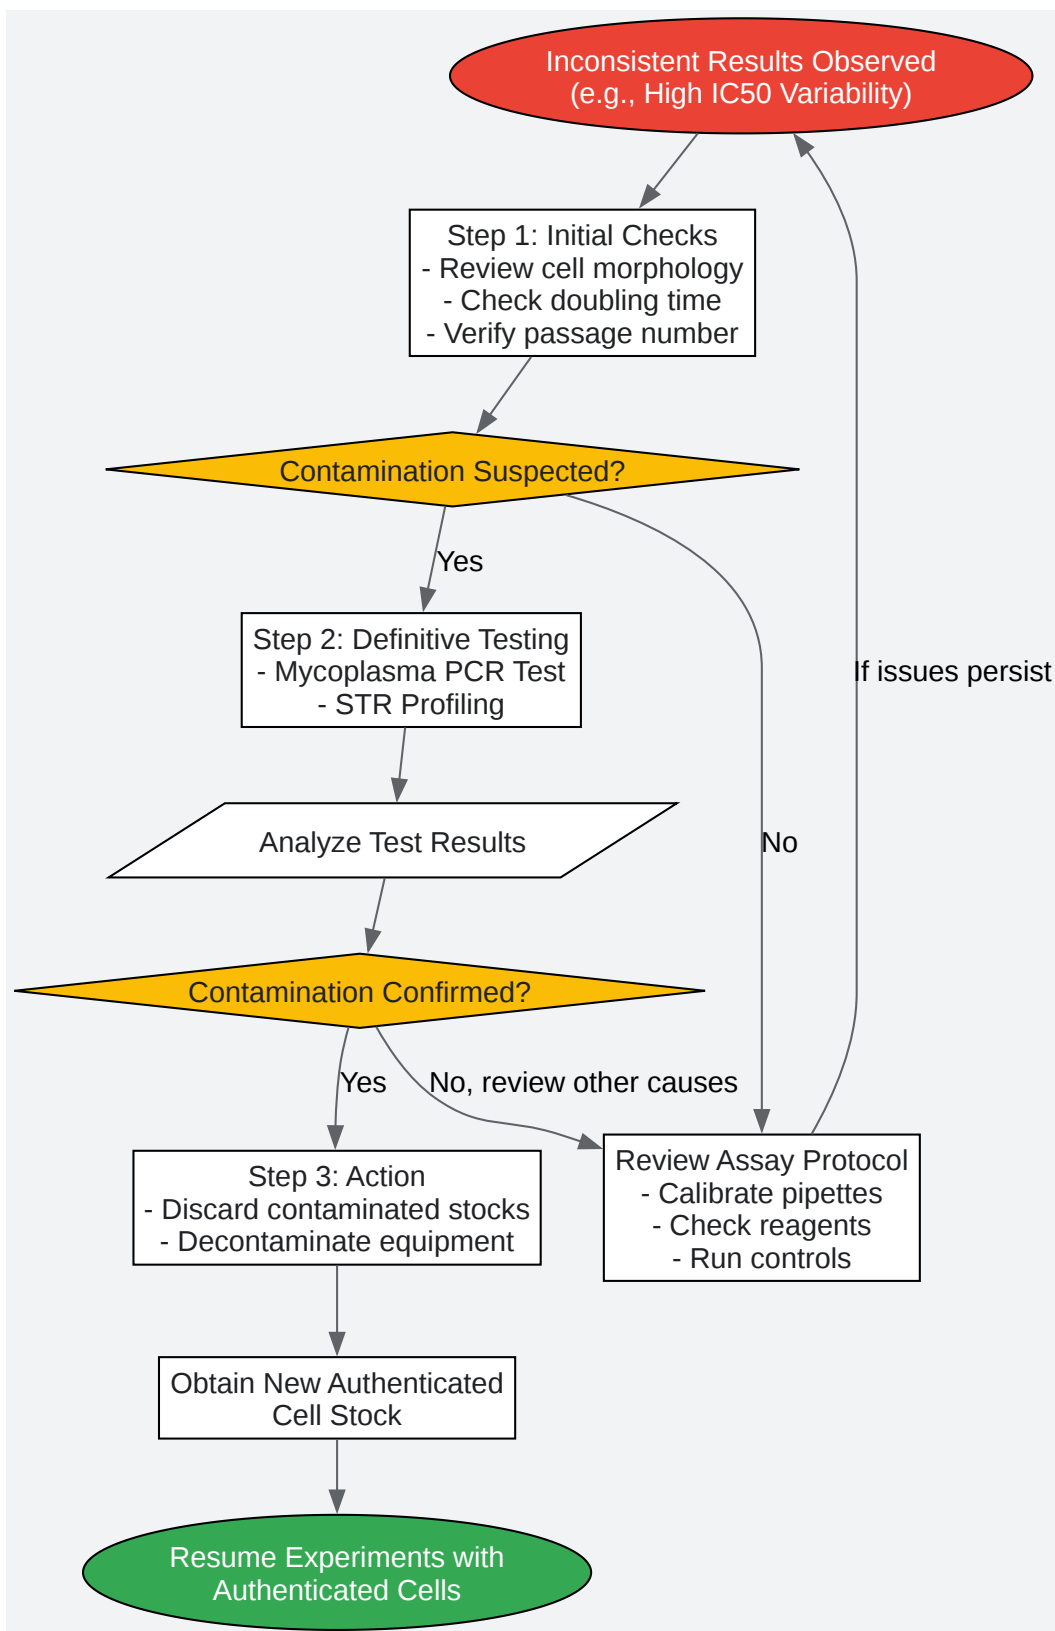 Inconsistent Results Observed
(e.g., High IC50 Variability)
Step 1: Initial Checks
- Review cell morphology
- Check doubling time
- Verify passage number
Contamination Suspected?
Yes
Step 2: Definitive Testing
- Mycoplasma PCR Test
- STR Profiling
If issues persist
Analyze Test Results
No
Contamination Confirmed?
Yes
No, review other causes
Step 3: Action
- Discard contaminated stocks
- Decontaminate equipment
Review Assay Protocol
- Calibrate pipettes
- Check reagents
- Run controls
Obtain New Authenticated
Cell Stock
Resume Experiments with
Authenticated Cells